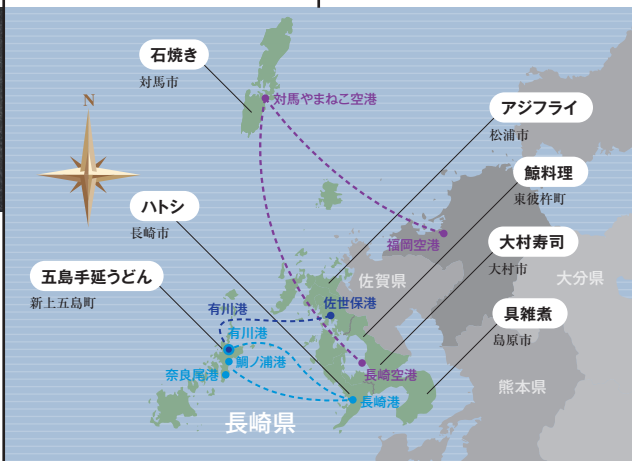 石焼き
対馬市
N
対馬やまねこ空港
アジフライ
松浦市
鯨料理
東彼杵町
ハトシ
長崎市
福岡空港
大村寿司
大村市
佐賀県
大分県
五島手延うどん
新上五島町
有川港
佐世保港
具雑煮
島原市
有川港
鯛ノ浦港
奈良尾港
長崎空港
熊本県
長崎港
長崎県